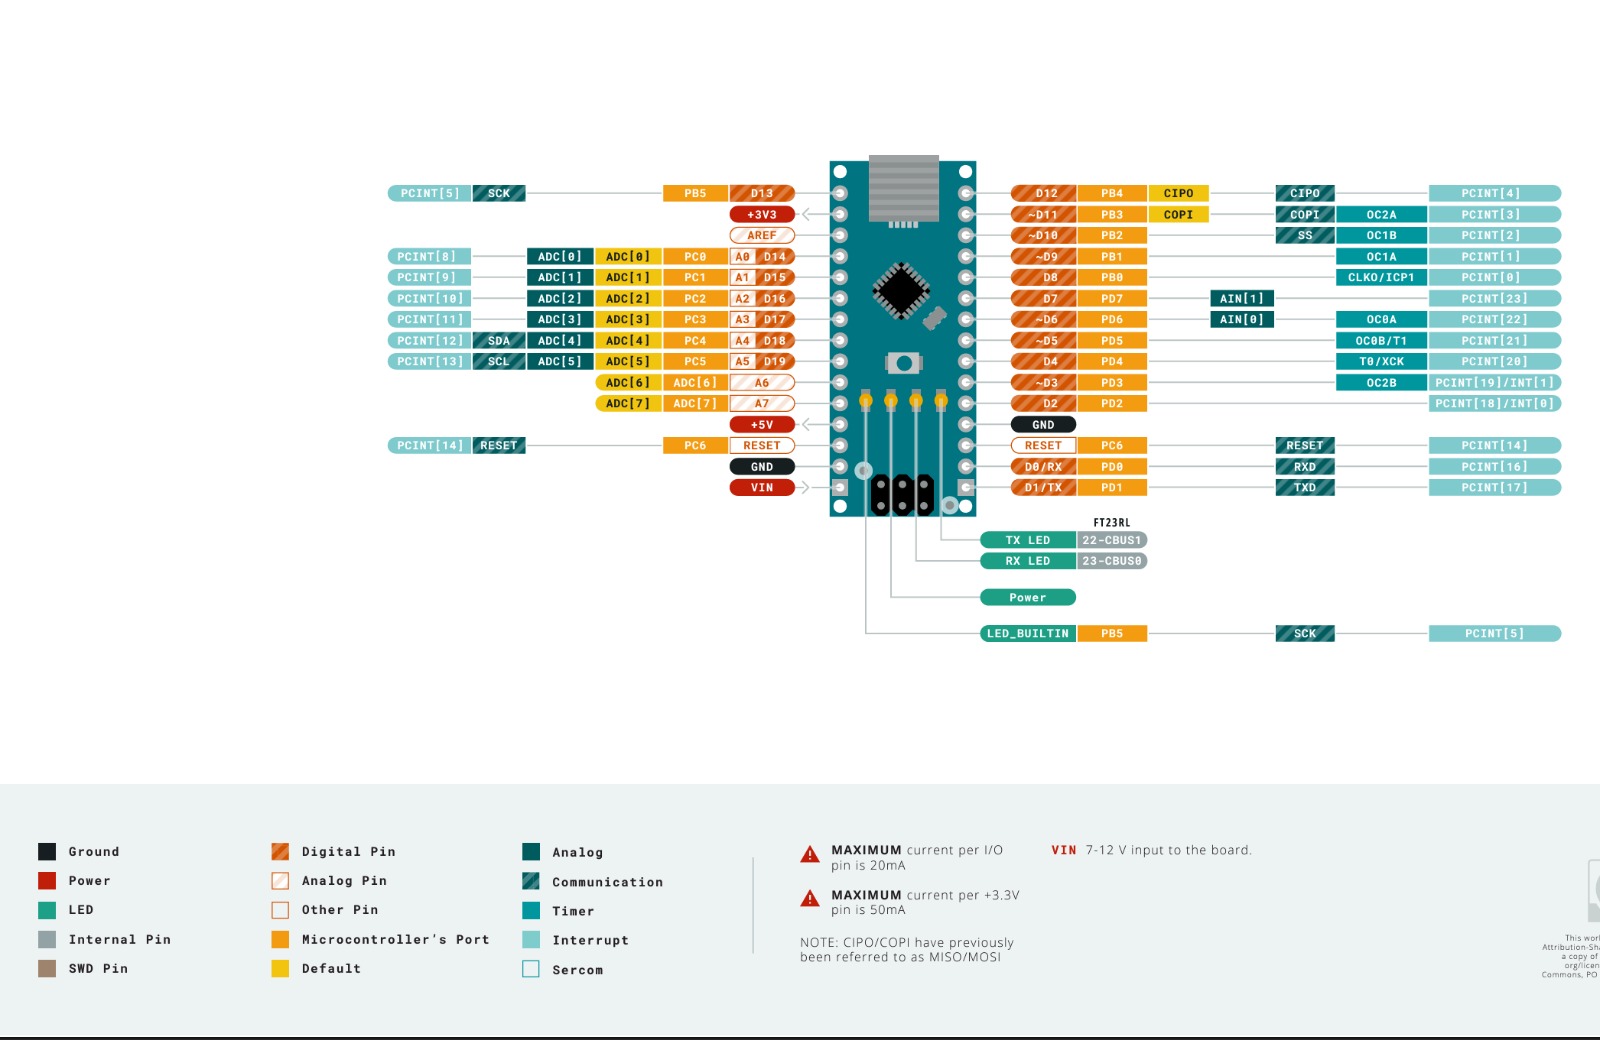 PCINT[5] SCK PB5 D13
+3V3
AREF
PCINT[8] ADC[0] ADC[0] PC0 A0 D14
PCINT[9] ADC[1] ADC[1] PC1 A1 D15
PCINT[10] ADC[2] ADC[2] PC2 A2 D16
PCINT[11] ADC[3] ADC[3] PC3 A3 D17
PCINT[12] SDA ADC[4] ADC[4] PC4 A4 D18
PCINT[13] SCL ADC[5] ADC[5] PC5 A5 D19
ADC[6] ADC[6] A6
ADC[7] ADC[7] A7
+5V
PCINT[14] RESET PC6 RESET
GND
VIN
D12 PB4 CIPO CIPO PCINT[4]
~D11 PB3 COPI COPI OC2A PCINT[3]
~D10 PB2 SS OC1B PCINT[2]
~D9 PB1 OC1A PCINT[1]
D8 PB0 CLKO/ICP1 PCINT[0]
D7 PD7 AIN[1] PCINT[23]
~D6 PD6 AIN[0] OC0A PCINT[22]
~D5 PD5 OC0B/T1 PCINT[21]
D4 PD4 T0/XCK PCINT[20]
~D3 PD3 OC2B PCINT[19]/INT[1]
D2 PD2 PCINT[18]/INT[0]
GND
RESET PC6 RESET PCINT[14]
D0/RX PD0 RXD PCINT[16]
D1/TX PD1 TXD PCINT[17]
FT23RL
TX LED 22-CBUS1
RX LED 23-CBUS0
Power
LED_BUILTIN PB5 SCK PCINT[5]
Ground
Power
LED
Internal Pin
SWD Pin
Digital Pin
Analog Pin
Other Pin
Microcontroller's Port
Default
Analog
Communication
Timer
Interrupt
Sercom
MAXIMUM current per I/O
pin is 20mA
MAXIMUM current per +3.3V
pin is 50mA
NOTE: CIPO/COPI have previously
been referred to as MISO/MOSI
VIN 7-12 V input to the board.
This wor
Attribution-Sh
a copy of
org/licen
Commons, PO